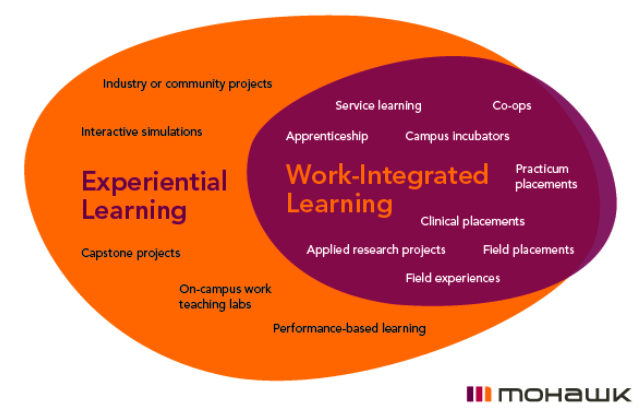 Industry or community projects
Service learning
Co-ops
Interactive simulations
Apprenticeship
Campus incubators
Experiential
Learning
Work-Integrated
Learning
Practicum
placements
Clinical placements
Capstone projects
Applied research projects
Field placements
Field experiences
On-campus work
teaching labs
Performance-based learning
mohawk